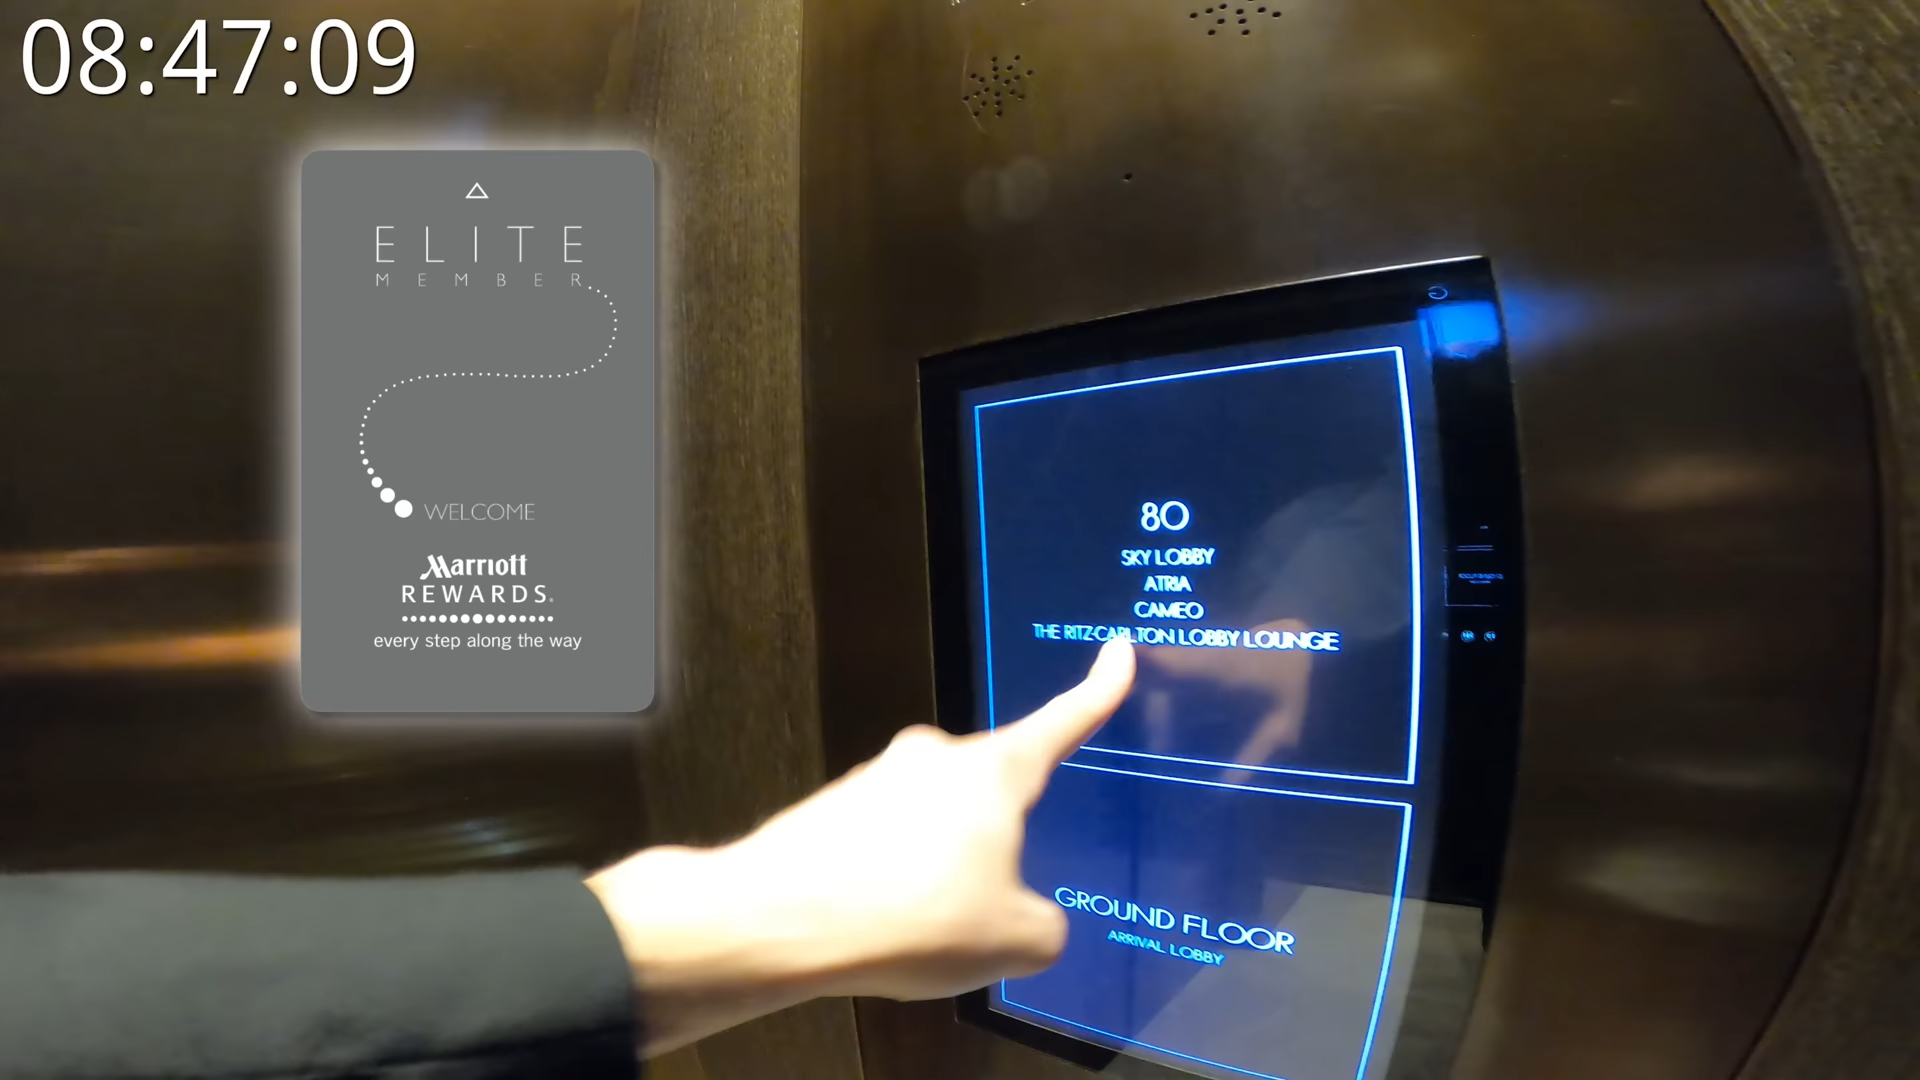 08:47:09
ELITE
MEMBER
WELCOME
Marriott
REWARDS®
every step along the way
80
SKY LOBBY
ATRIA
CAMEO
THE RITZ-CARLTON LOBBY LOUNGE
GROUND FLOOR
ARRIVAL LOBBY